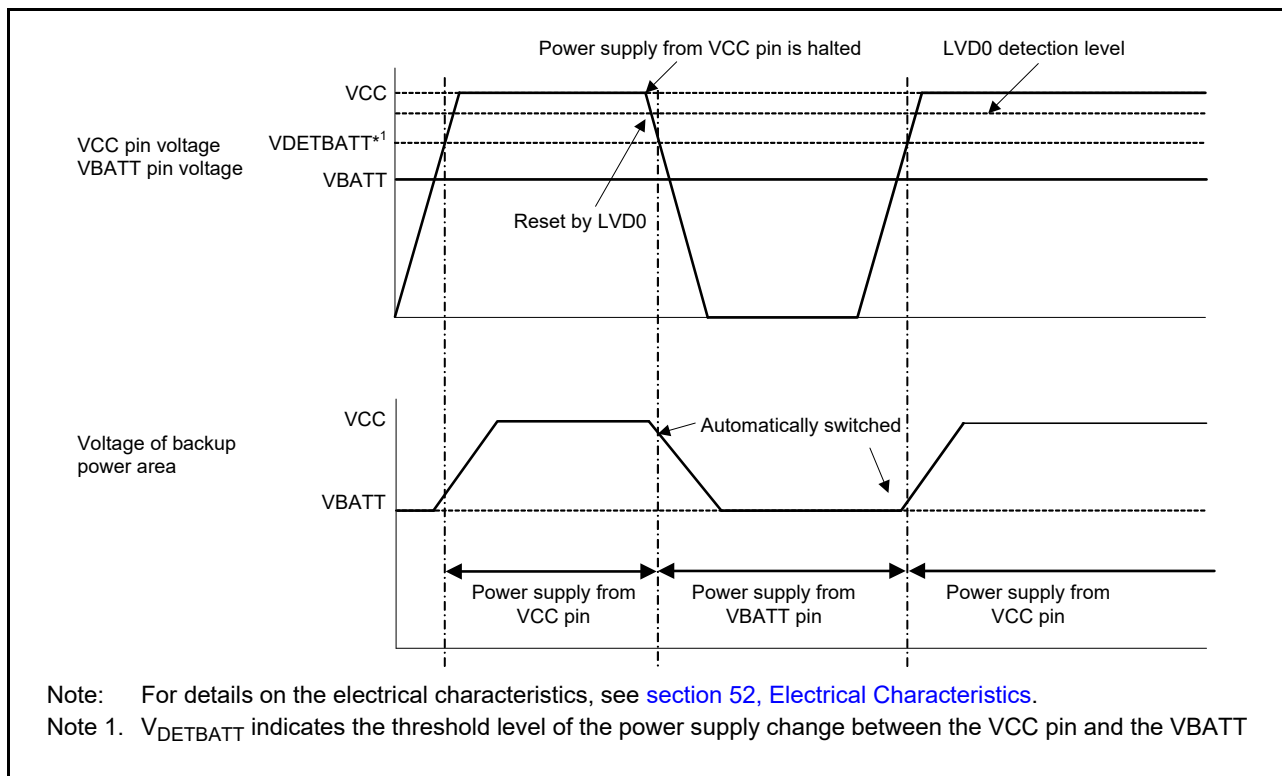 Power supply from VCC pin is halted
LVD0 detection level
VCC
VCC pin voltage
VBATT pin voltage
VDETBATT*1
VBATT
Reset by LVD0
VCC
Automatically switched
Voltage of backup
power area
VBATT
Power supply from
VCC pin
Power supply from
VBATT pin
Power supply from
VCC pin
Note: For details on the electrical characteristics, see section 52, Electrical Characteristics.
Note 1. VDETBATT indicates the threshold level of the power supply change between the VCC pin and the VBATT